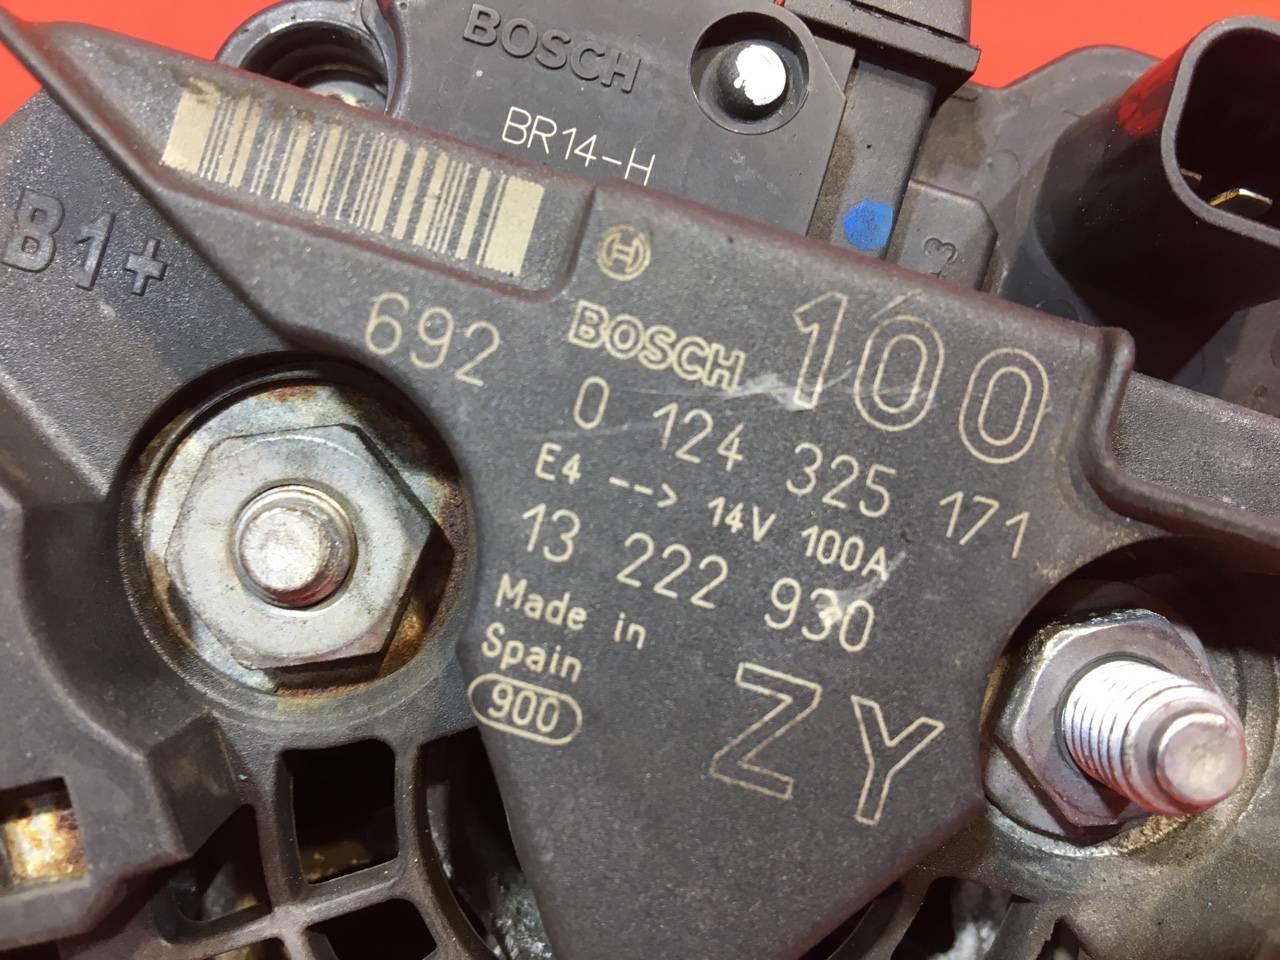 BOSCH
BR14-H
B1+
3
692
BOSCH 100
0 124 325 171
E4 --> 14V 100A
13 222 930
Made in
Spain
900
ZY